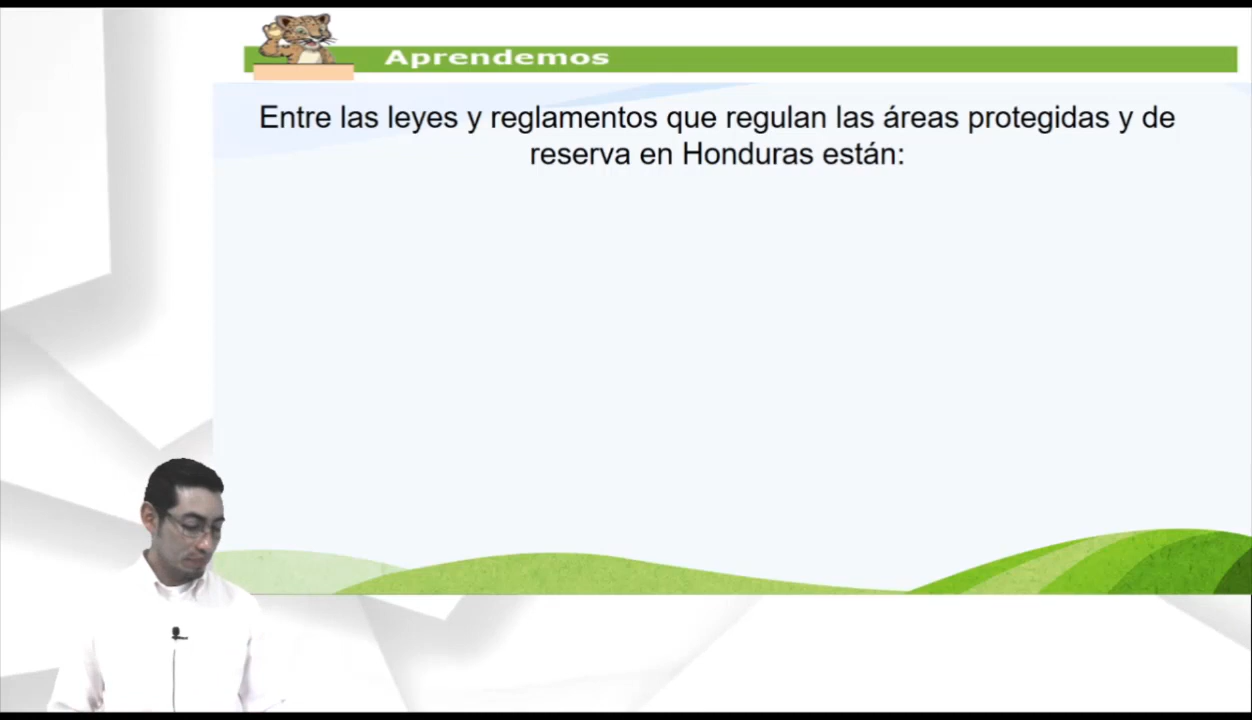 Aprendemos
Entre las leyes y reglamentos que regulan las áreas protegidas y de
reserva en Honduras están: